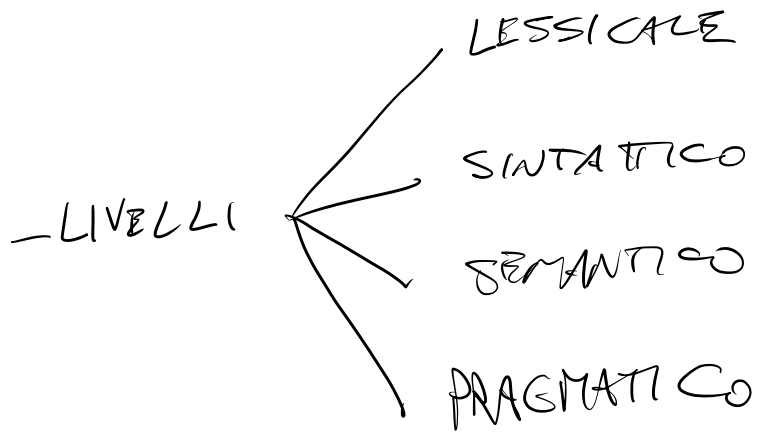 LESSICALE
SINTATTICO
- LIVELLI
SEMANTICO
PRAGMATICO